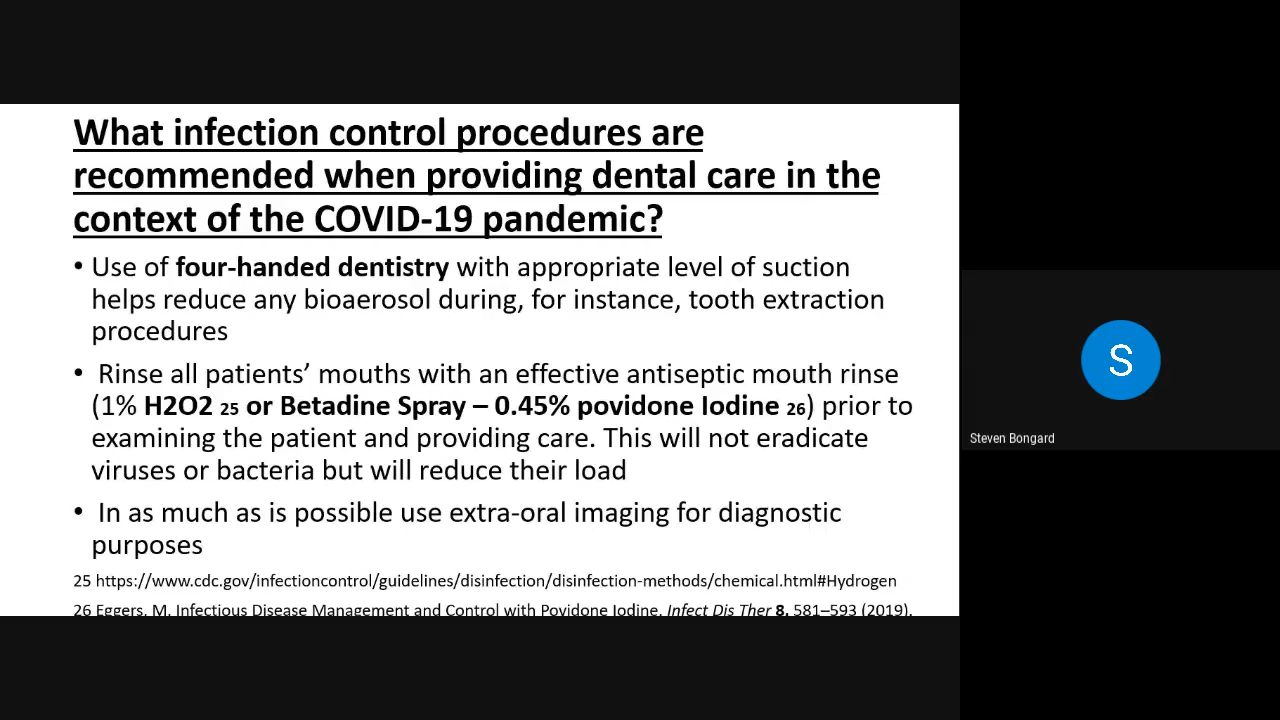 What infection control procedures are
recommended when providing dental care in the
context of the COVID-19 pandemic?
• Use of four-handed dentistry with appropriate level of suction
helps reduce any bioaerosol during, for instance, tooth extraction
procedures
• Rinse all patients’ mouths with an effective antiseptic mouth rinse
(1% H2O2 25 or Betadine Spray – 0.45% povidone Iodine 26) prior to
examining the patient and providing care. This will not eradicate
viruses or bacteria but will reduce their load
• In as much as is possible use extra-oral imaging for diagnostic
purposes
25 https://www.cdc.gov/infectioncontrol/guidelines/disinfection/disinfection-methods/chemical.html#Hydrogen
26 Eggers, M. Infectious Disease Management and Control with Povidone Iodine. Infect Dis Ther 8, 581–593 (2019).
S
Steven Bongard